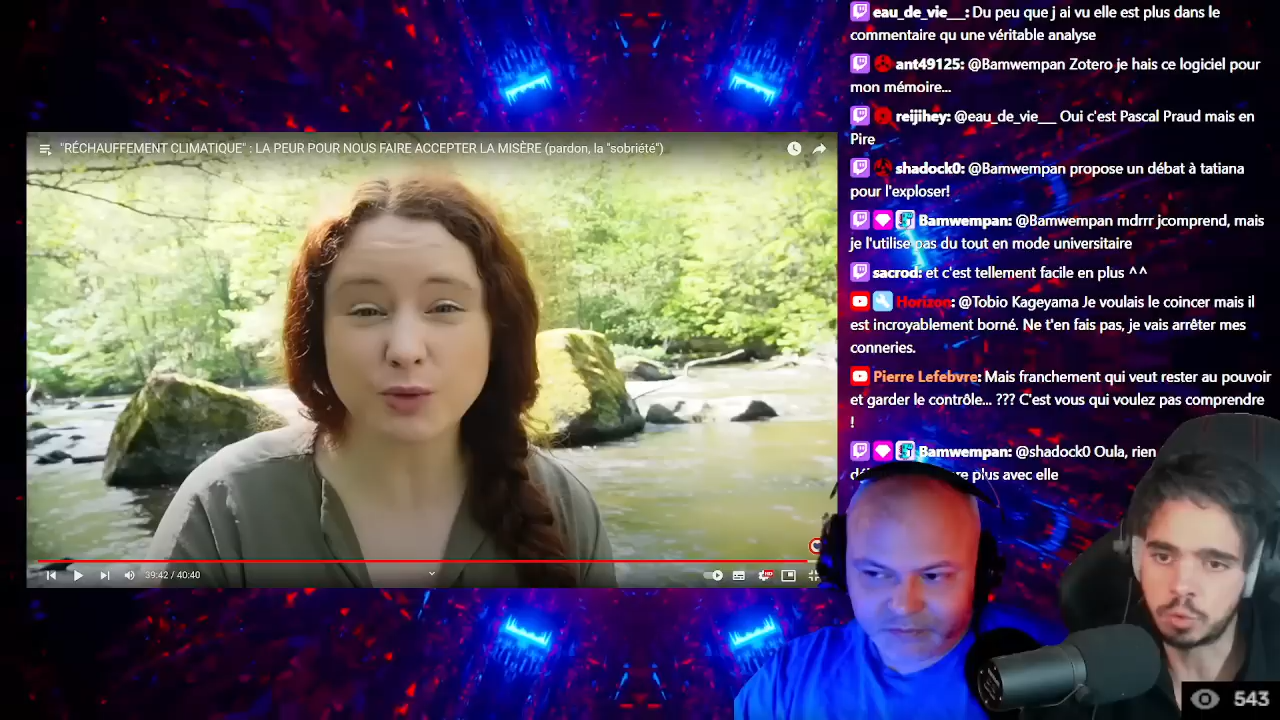 "RÉCHAUFFEMENT CLIMATIQUE" : LA PEUR POUR NOUS FAIRE ACCEPTER LA MISÈRE (pardon, la "sobriété")
39:42 / 40:40
HD
eau_de_vie__: Du peu que j ai vu elle est plus dans le
commentaire qu une véritable analyse
ant49125: @Bamwempan Zotero je hais ce logiciel pour
mon mémoire...
reijihey: @eau_de_vie__ Oui c'est Pascal Praud mais en
Pire
shadock0: @Bamwempan propose un débat à tatiana
pour l'exploser!
Bamwempan: @Bamwempan mdrrr jcomprend, mais
je l'utilise pas du tout en mode universitaire
sacrod: et c'est tellement facile en plus ^^
Horizon: @Tobio Kageyama Je voulais le coincer mais il
est incroyablement borné. Ne t'en fais pas, je vais arrêter mes
conneries.
Pierre Lefebvre: Mais franchement qui veut rester au pouvoir
et garder le contrôle... ??? C'est vous qui voulez pas comprendre
!
Bamwempan: @shadock0 Oula, rien
plus avec elle
543